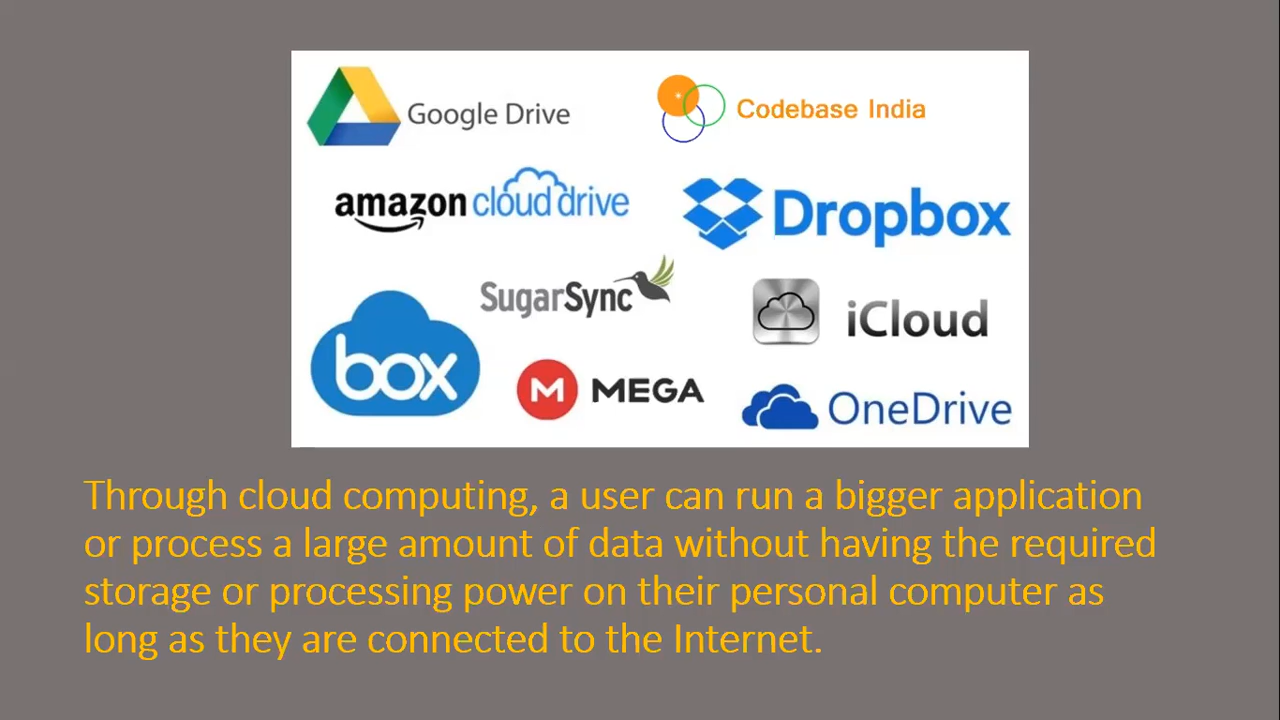 Google Drive
Codebase India
amazon cloud drive
Dropbox
SugarSync
iCloud
box
M MEGA
OneDrive
Through cloud computing, a user can run a bigger application
or process a large amount of data without having the required
storage or processing power on their personal computer as
long as they are connected to the Internet.